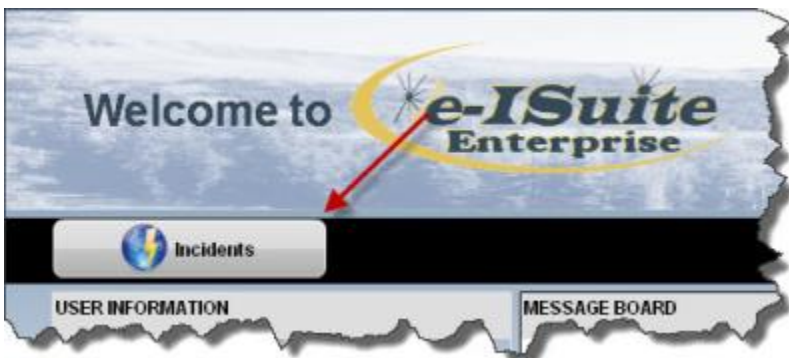 Welcome to e-ISuite
Enterprise
Incidents
USER INFORMATION
MESSAGE BOARD